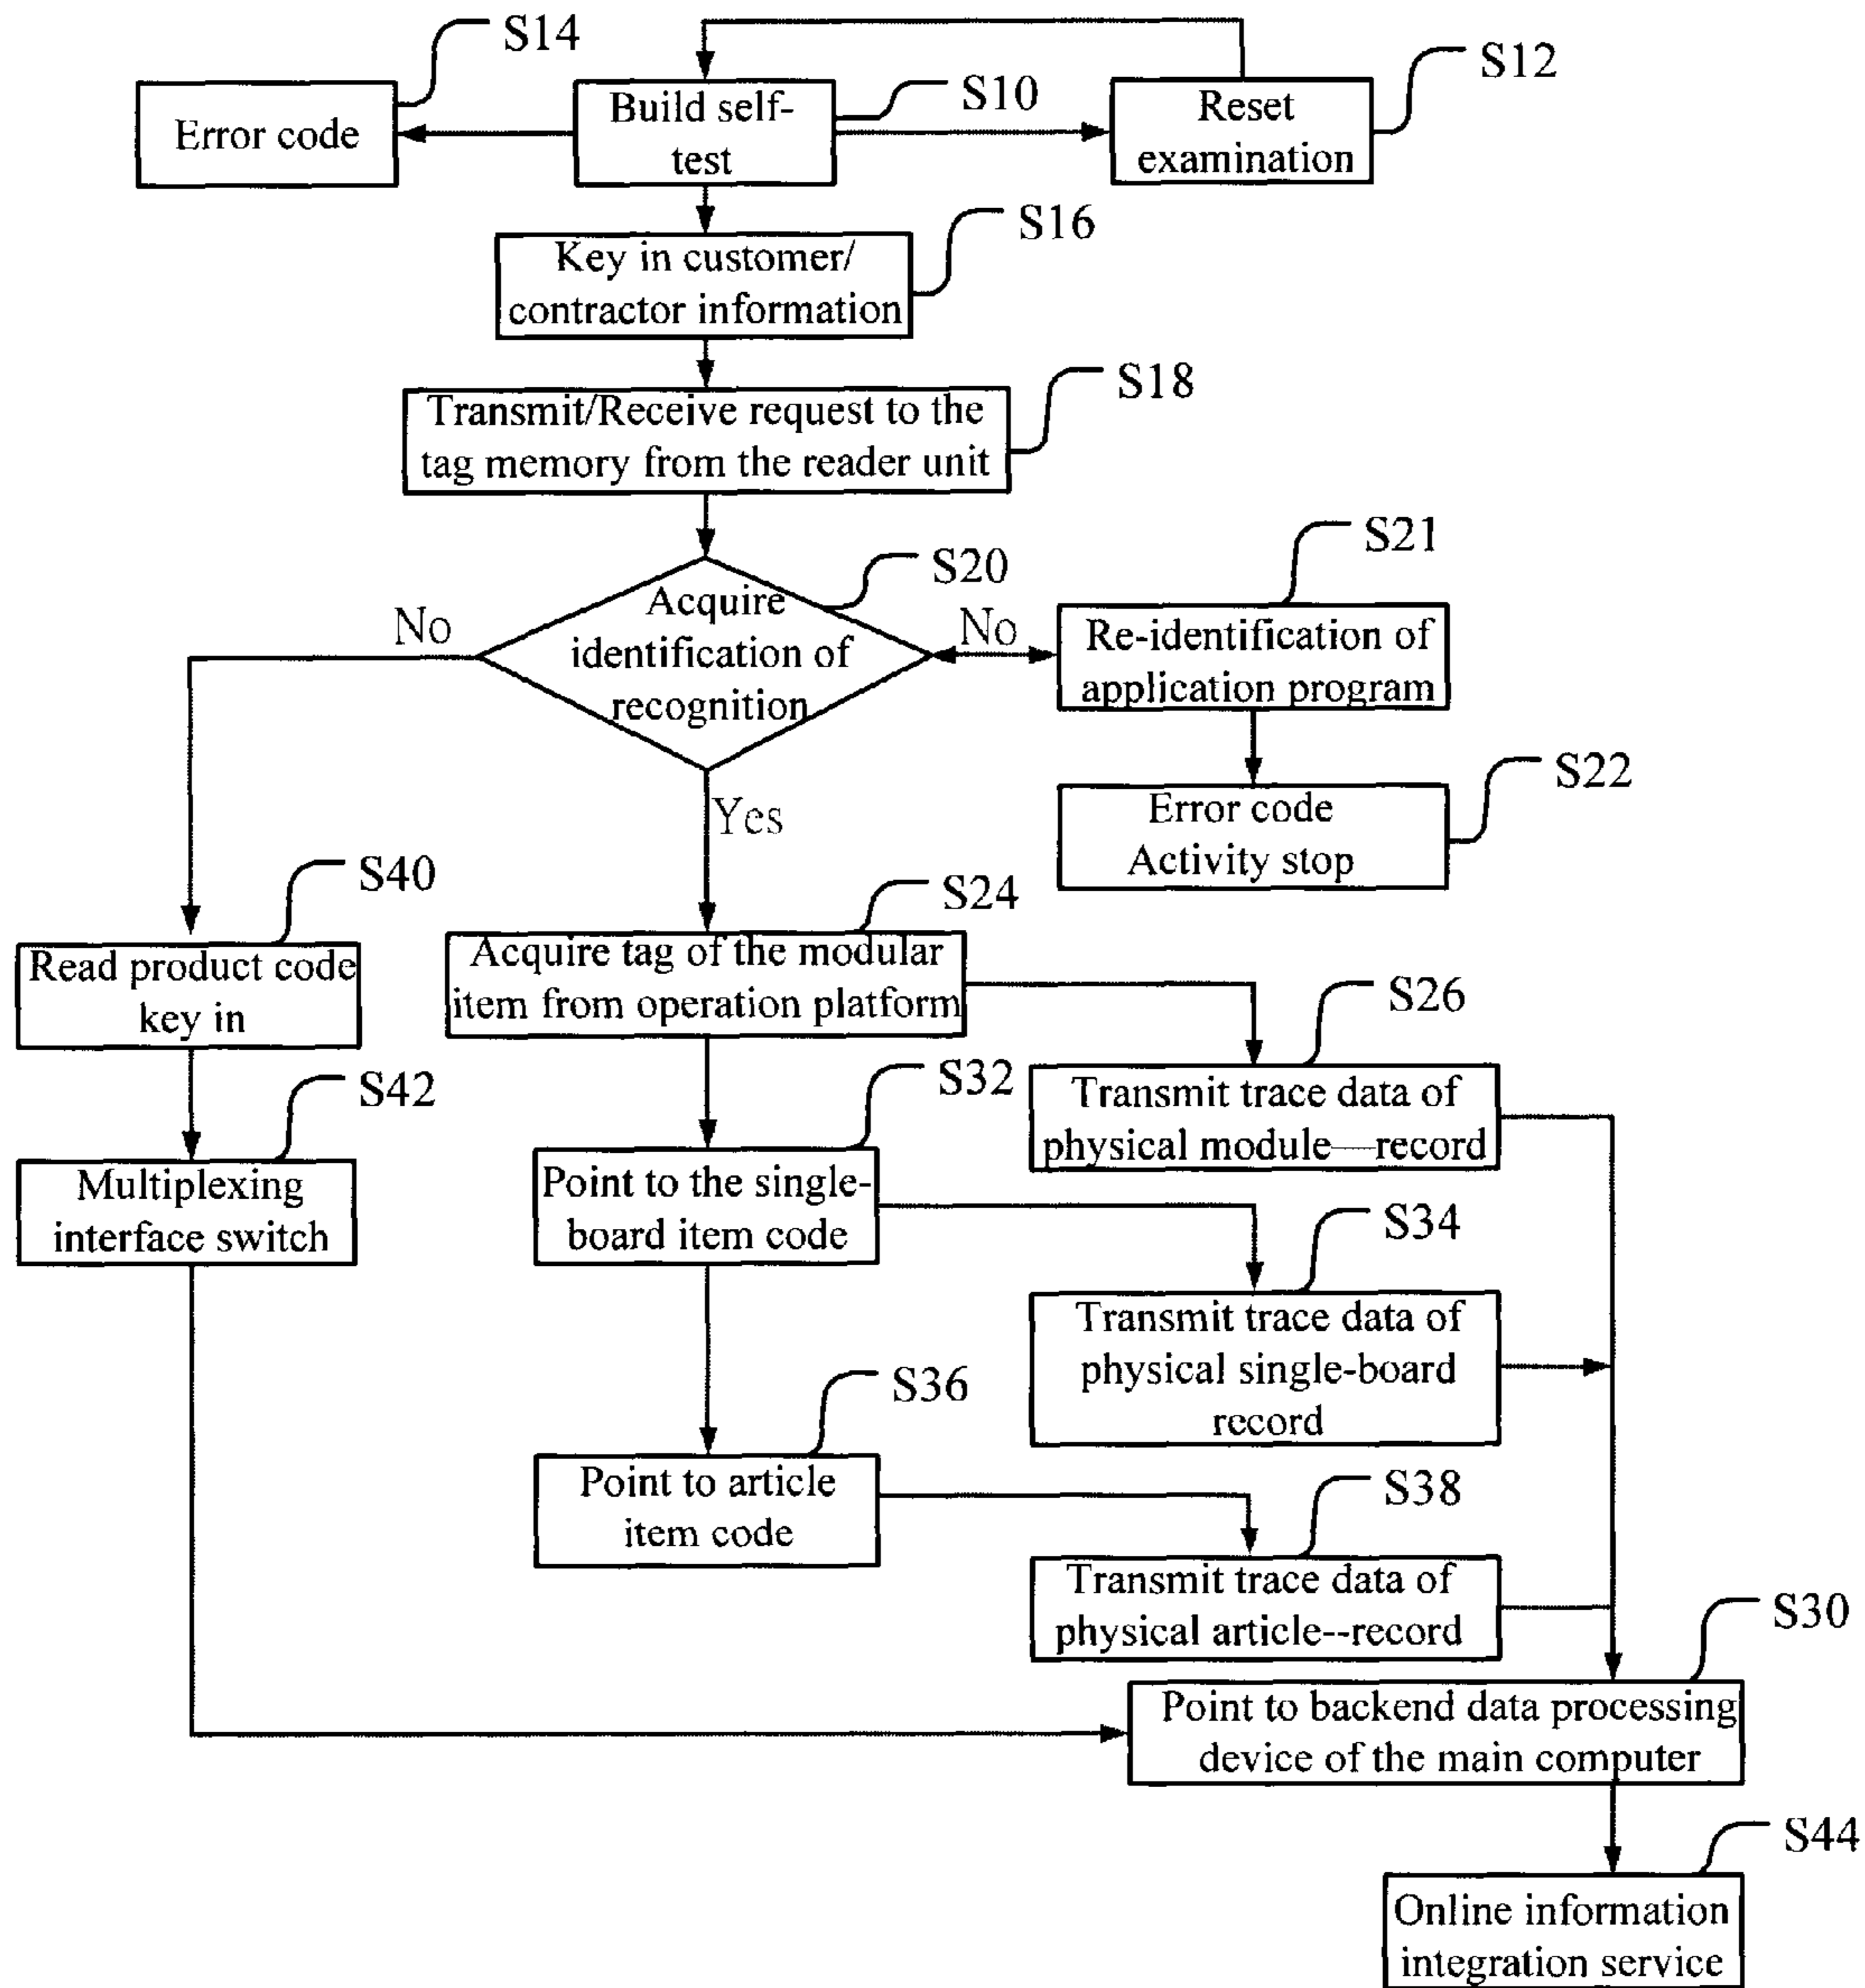 S14
S10
S12
Error code
Build self-
test
Reset
examination
S16
Key in customer/
contractor information
S18
Transmit/Receive request to the
tag memory from the reader unit
S20
S21
Acquire
identification of
recognition
No
No
Yes
Re-identification of
application program
S22
Error code
Activity stop
S40
Read product code
key in
S24
Acquire tag of the modular
item from operation platform
S26
Transmit trace data of
physical module—record
S42
Multiplexing
interface switch
S32
Point to the single-
board item code
S34
Transmit trace data of
physical single-board
record
S36
Point to article
item code
S38
Transmit trace data of
physical article--record
S30
Point to backend data processing
device of the main computer
S44
Online information
integration service